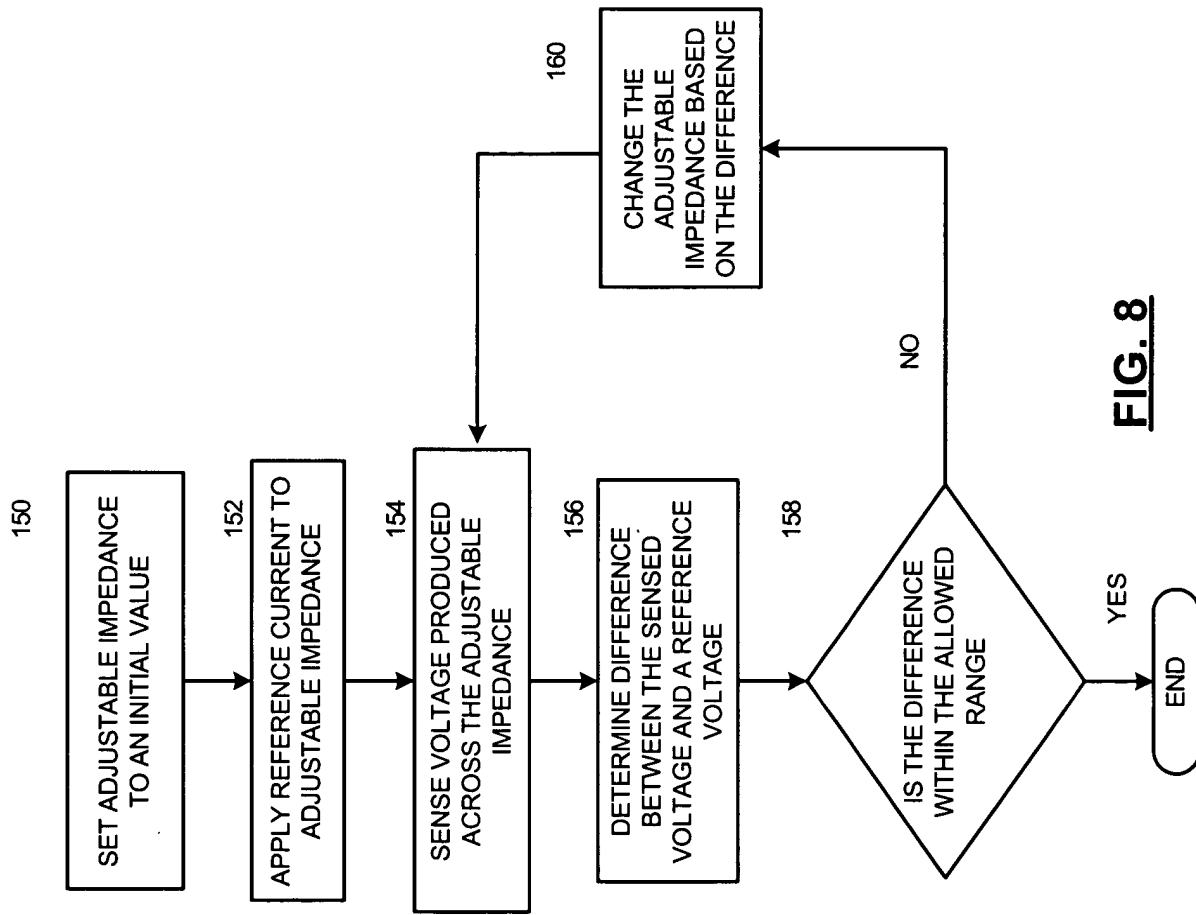 150
SET ADJUSTABLE IMPEDANCE
TO AN INITIAL VALUE
152
APPLY REFERENCE CURRENT TO
ADJUSTABLE IMPEDANCE
154
SENSE VOLTAGE PRODUCED
ACROSS THE ADJUSTABLE
IMPEDANCE
156
DETERMINE DIFFERENCE
BETWEEN THE SENSED
VOLTAGE AND A REFERENCE
VOLTAGE
158
IS THE DIFFERENCE
WITHIN THE ALLOWED
RANGE
YES
END
NO
160
CHANGE THE
ADJUSTABLE
IMPEDANCE BASED
ON THE DIFFERENCE
FIG. 8